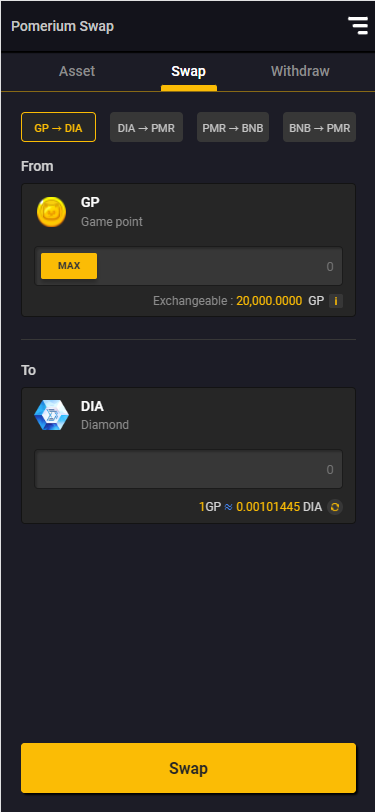 Pomerium Swap
Asset Swap Withdraw
GP → DIA DIA → PMR PMR → BNB BNB → PMR
From
GP
Game point
MAX 0
Exchangeable : 20,000.0000 GP i
To
DIA
Diamond
0
1GP ≈ 0.00101445 DIA
Swap